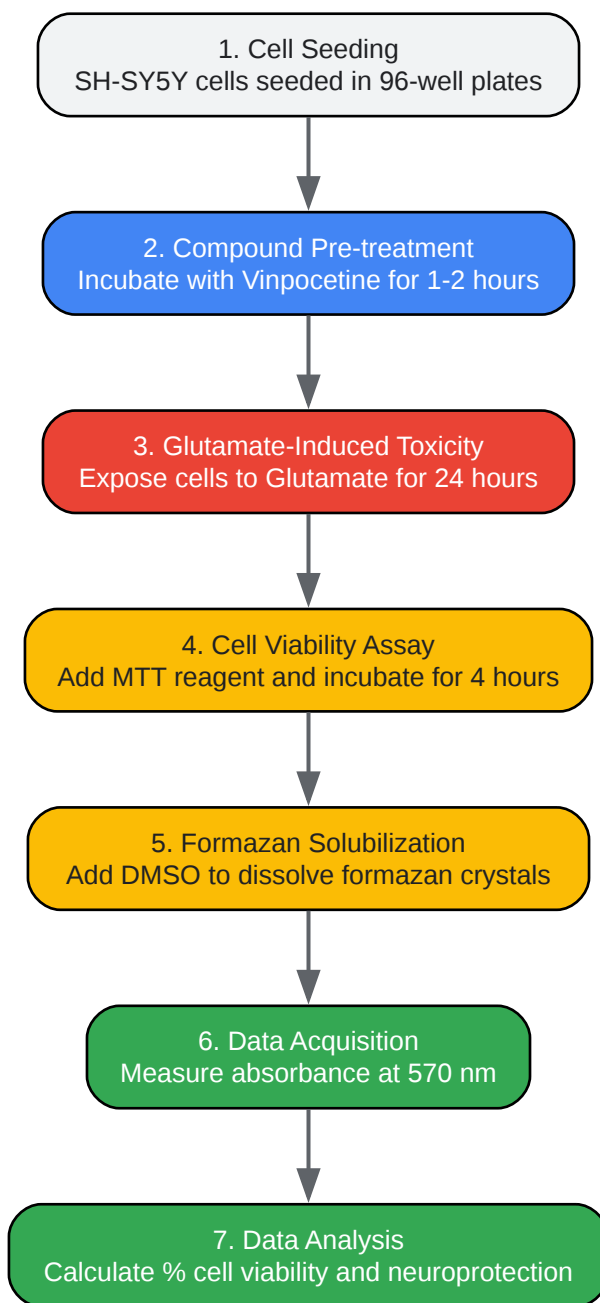 1. Cell Seeding
SH-SY5Y cells seeded in 96-well plates
2. Compound Pre-treatment
Incubate with Vinpocetine for 1-2 hours
3. Glutamate-Induced Toxicity
Expose cells to Glutamate for 24 hours
4. Cell Viability Assay
Add MTT reagent and incubate for 4 hours
5. Formazan Solubilization
Add DMSO to dissolve formazan crystals
6. Data Acquisition
Measure absorbance at 570 nm
7. Data Analysis
Calculate % cell viability and neuroprotection